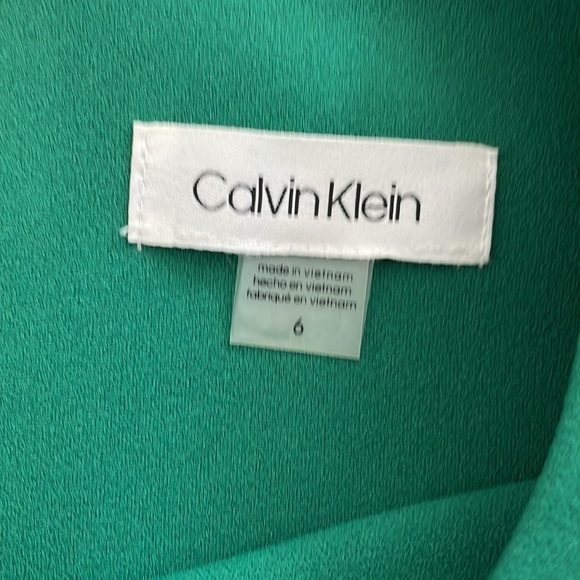 Calvin Klein
made in vietnam
hecho en vietnam
fabriqué en vietnam
6